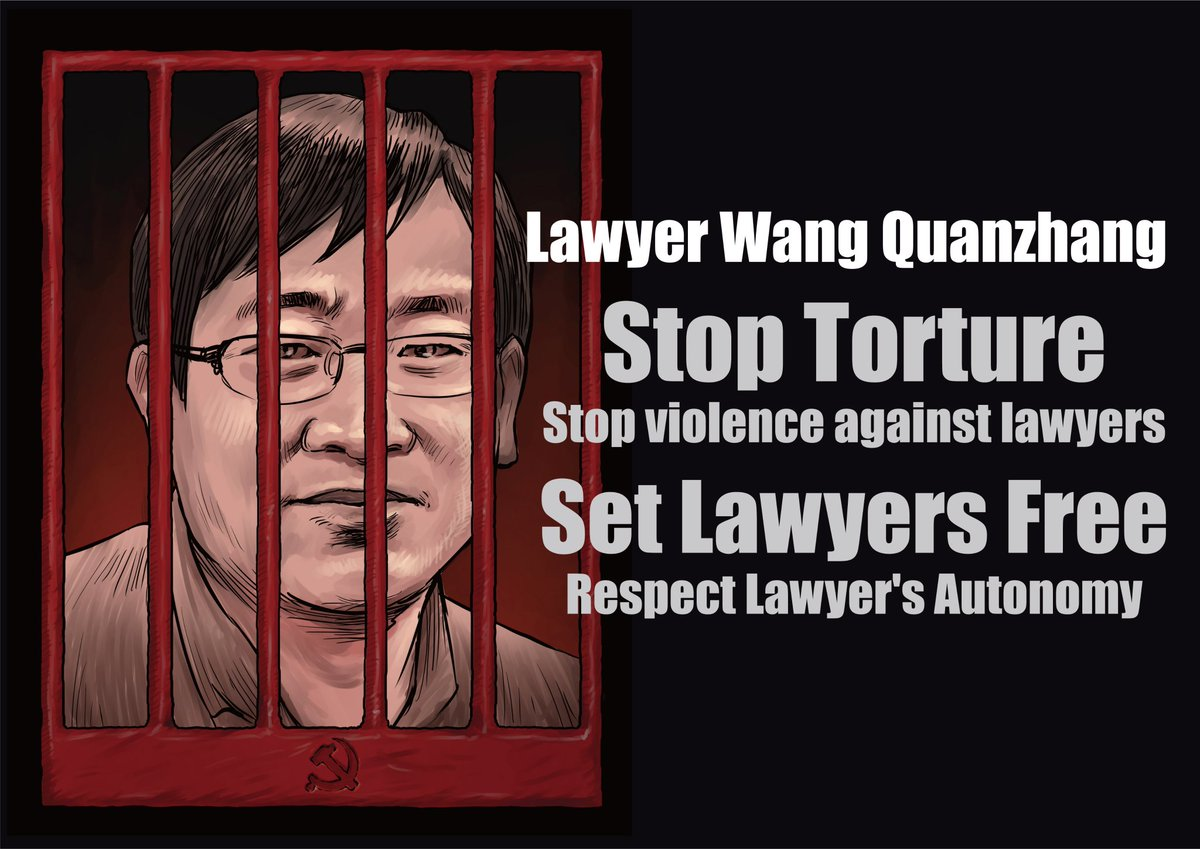 Lawyer Wang Quanzhang
Stop Torture
Stop violence against lawyers
Set Lawyers Free
Respect Lawyer's Autonomy